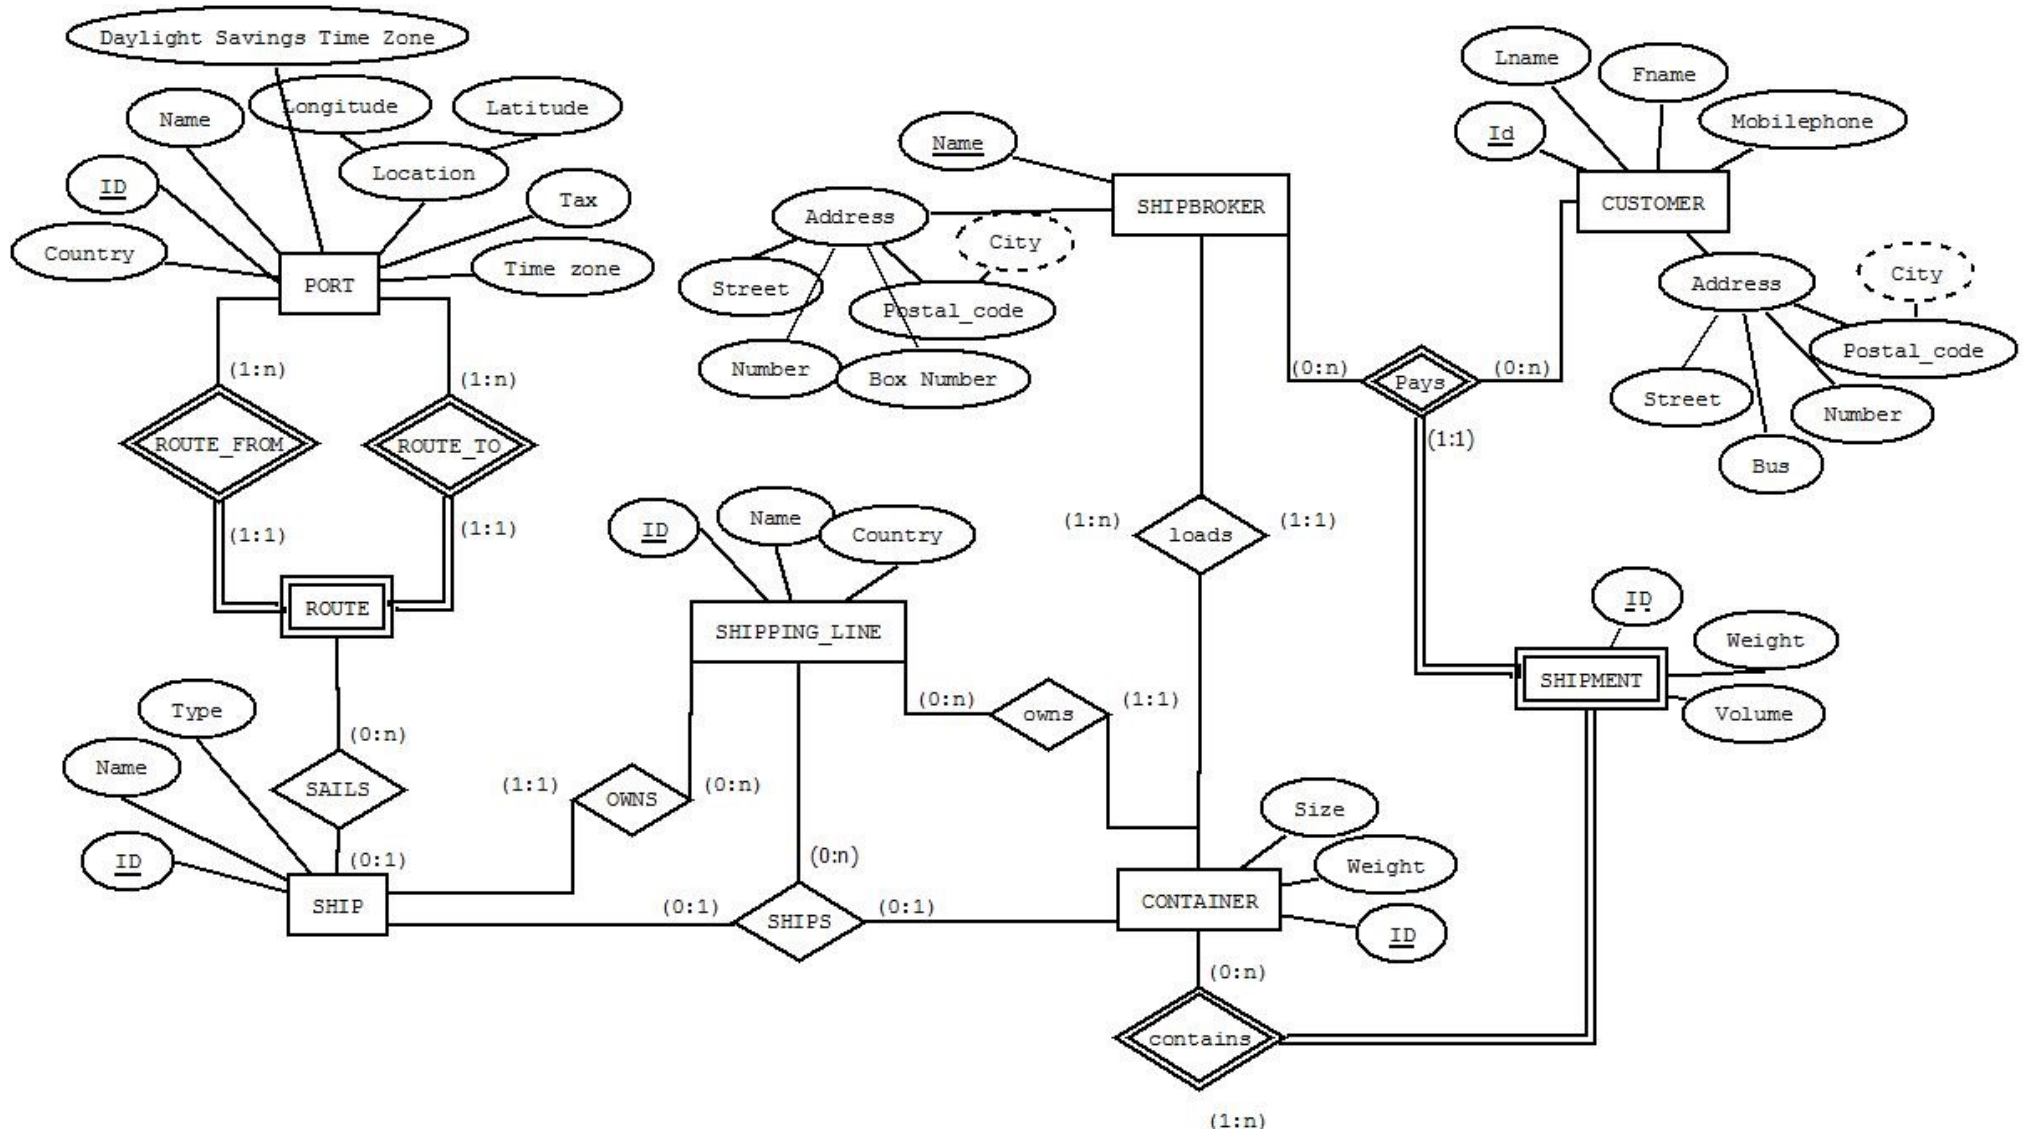 Daylight Savings Time Zone
Name
Longitude
Latitude
ID
Location
Country
Tax
Time zone
PORT
(1:n)
(1:n)
ROUTE_FROM
ROUTE_TO
(1:1)
(1:1)
ROUTE
Type
Name
ID
(0:n)
SAILS
(0:1)
SHIP
Name
Address
City
SHIPBROKER
Street
Postal_code
Number
Box Number
Lname
Fname
Id
Mobilephone
CUSTOMER
Address
City
Postal_code
Street
Number
Bus
(0:n)
Pays
(0:n)
(1:1)
ID
Name
Country
SHIPPING_LINE
(1:n)
loads
(1:1)
(0:n)
owns
(1:1)
ID
Weight
SHIPMENT
Volume
(1:1)
OWNS
(0:n)
(0:n)
(0:1)
SHIPS
(0:1)
Size
Weight
CONTAINER
ID
(0:n)
contains
(1:n)